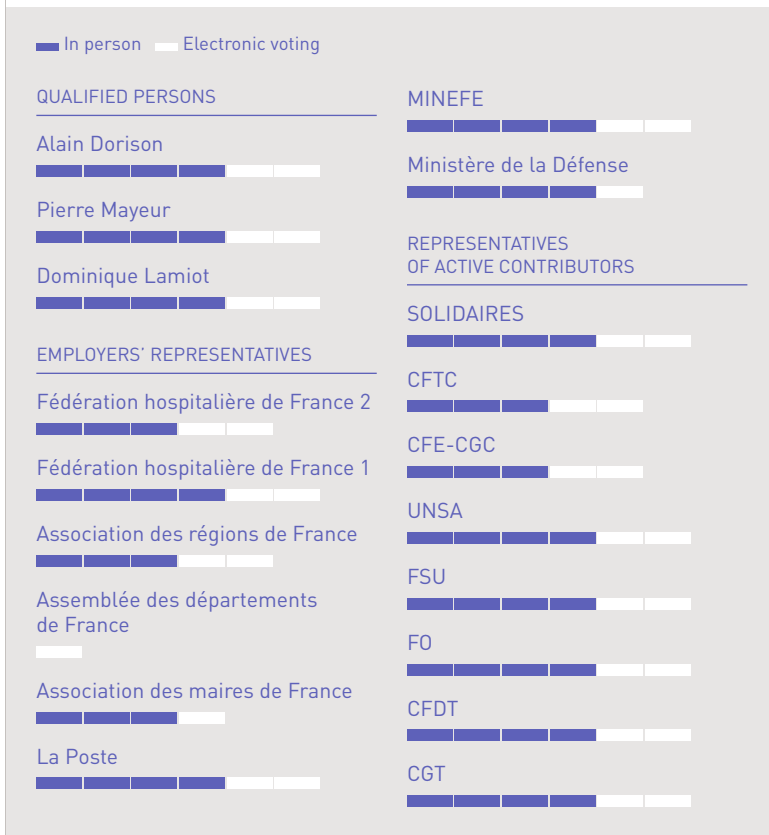 In person Electronic voting
QUALIFIED PERSONS
Alain Dorison
Pierre Mayeur
Dominique Lamiot
EMPLOYERS’ REPRESENTATIVES
Fédération hospitalière de France 2
Fédération hospitalière de France 1
Association des régions de France
Assemblée des départements
de France
Association des maires de France
La Poste
MINEFE
Ministère de la Défense
REPRESENTATIVES
OF ACTIVE CONTRIBUTORS
SOLIDAIRES
CFTC
CFE-CGC
UNSA
FSU
FO
CFDT
CGT